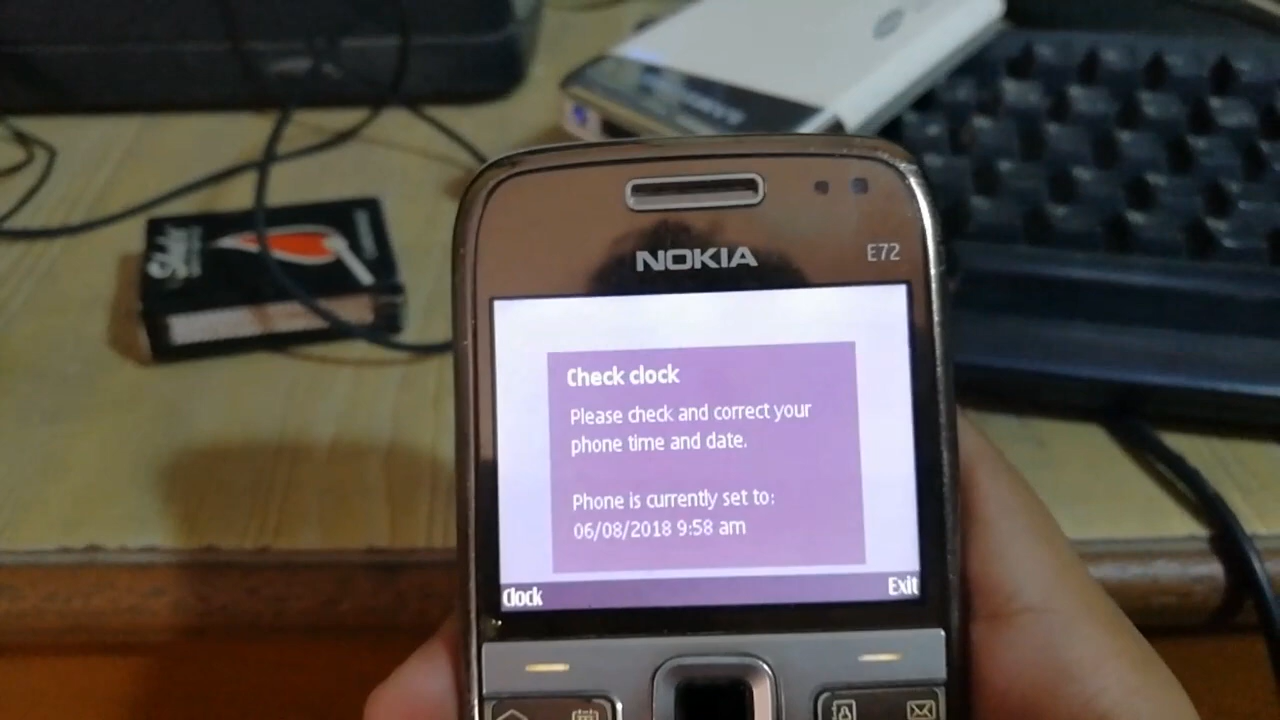 NOKIA
E72
Check clock
Please check and correct your
phone time and date.
Phone is currently set to:
06/08/2018 9:58 am
Clock
Exit